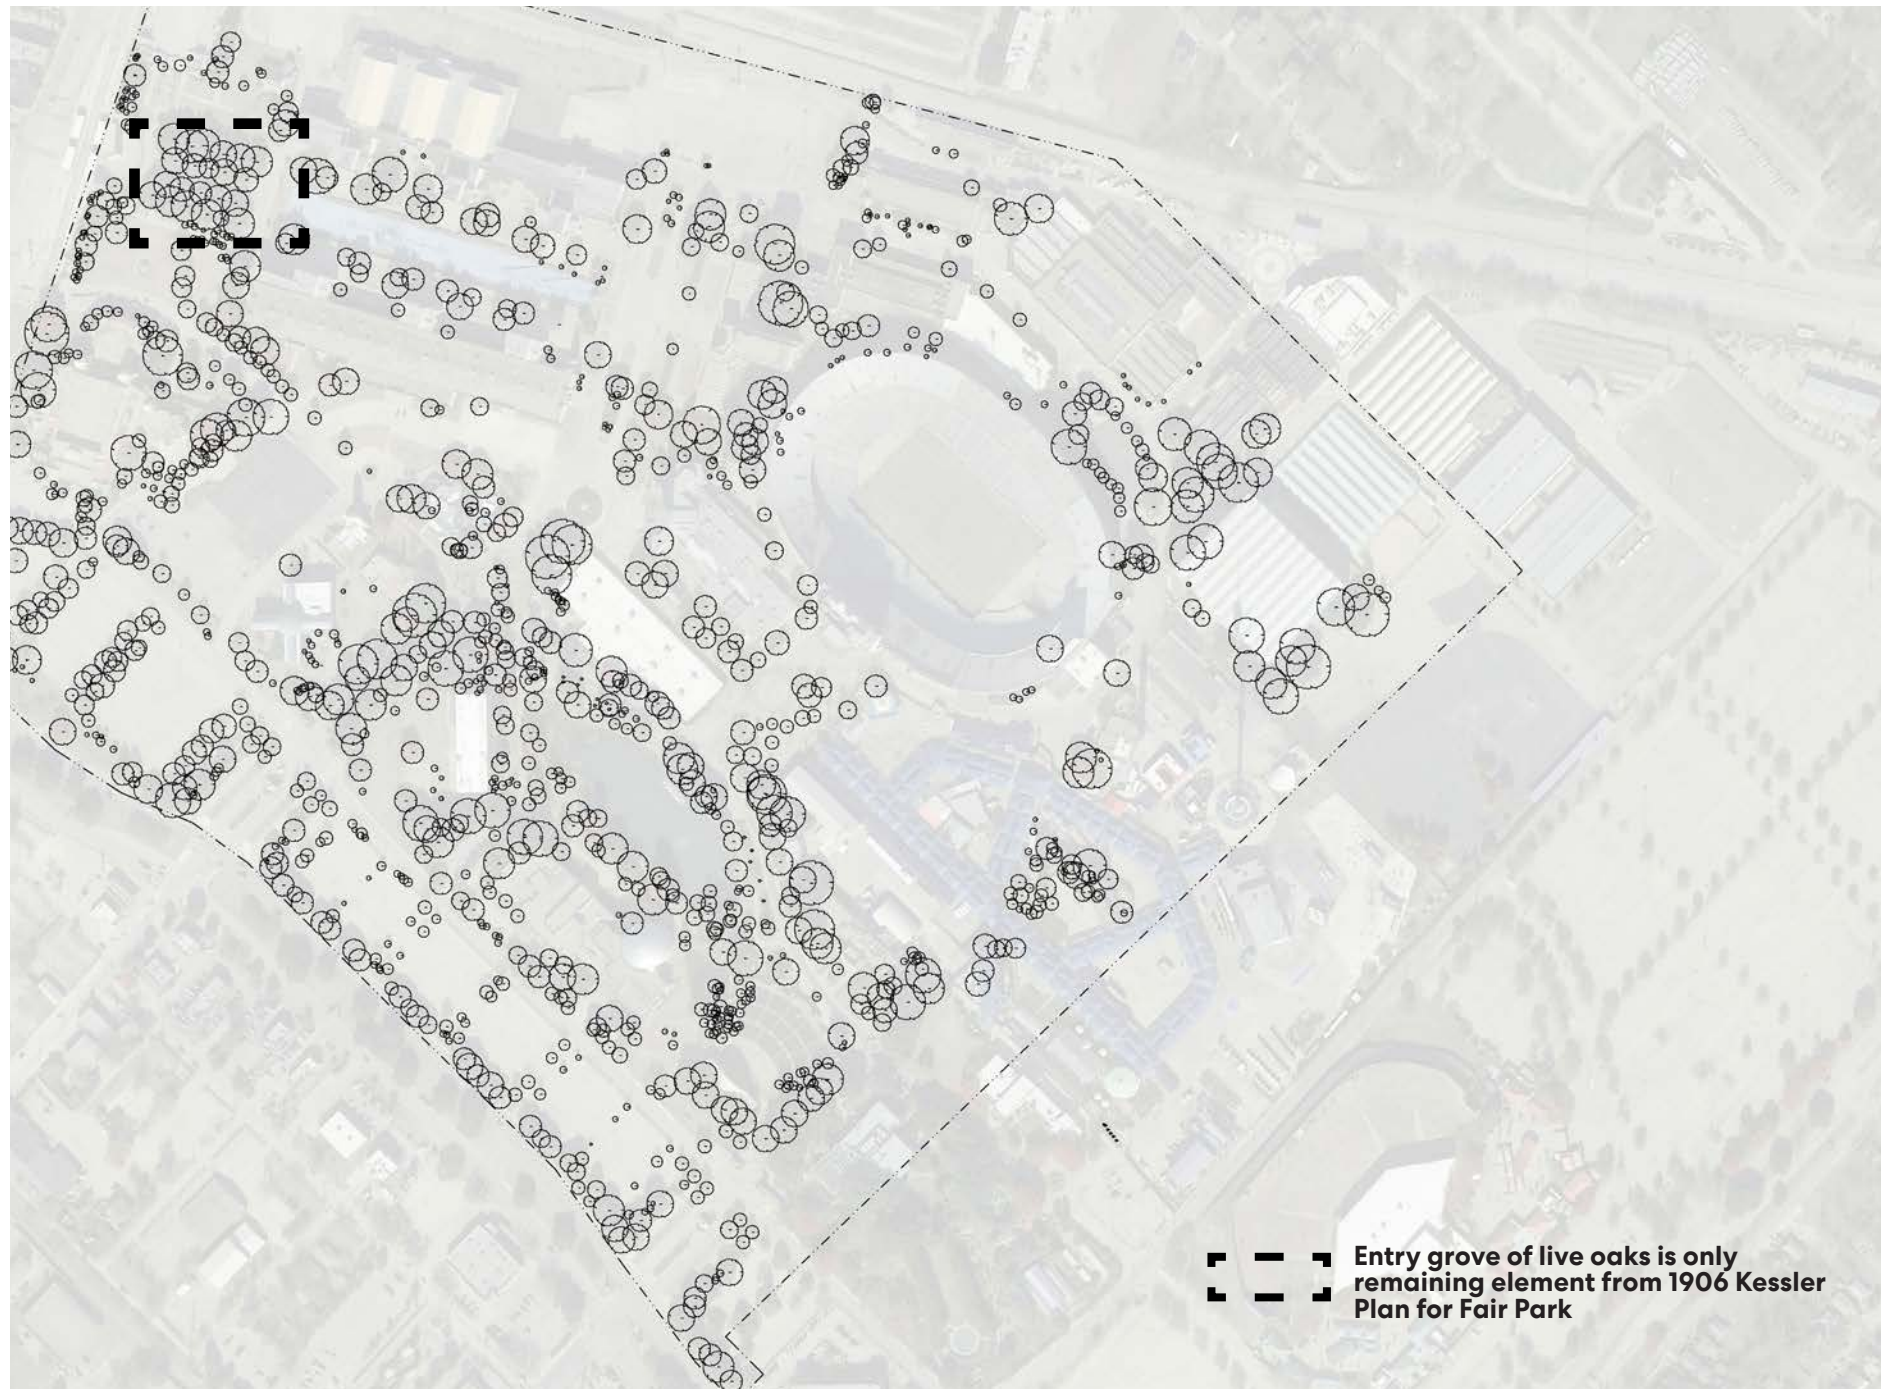 Entry grove of live oaks is only
remaining element from 1906 Kessler
Plan for Fair Park